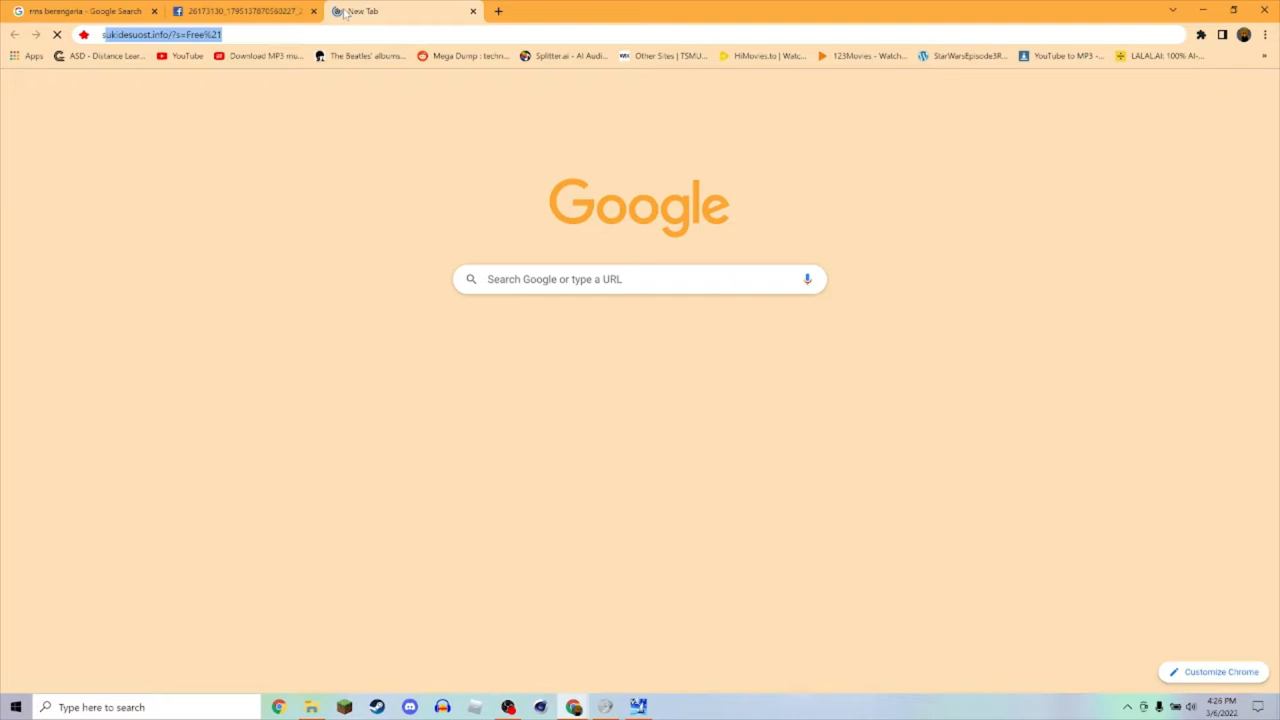 rms berengaria - Google Search
26173130_1795137870560227_2
New Tab
sukidesuost.info/?s=Free%21
Apps
ASD - Distance Lear...
YouTube
Download MP3 mu...
The Beatles' albums...
Mega Dump : techn...
Splitter.ai - AI Audi...
Other Sites | TSMU...
HiMovies.to | Watc...
123Movies - Watch...
StarWarsEpisode3R...
YouTube to MP3 -...
LALAL.AI: 100% AI-...
»
Google
Search Google or type a URL
Customize Chrome
Type here to search
4:26 PM
3/6/2022